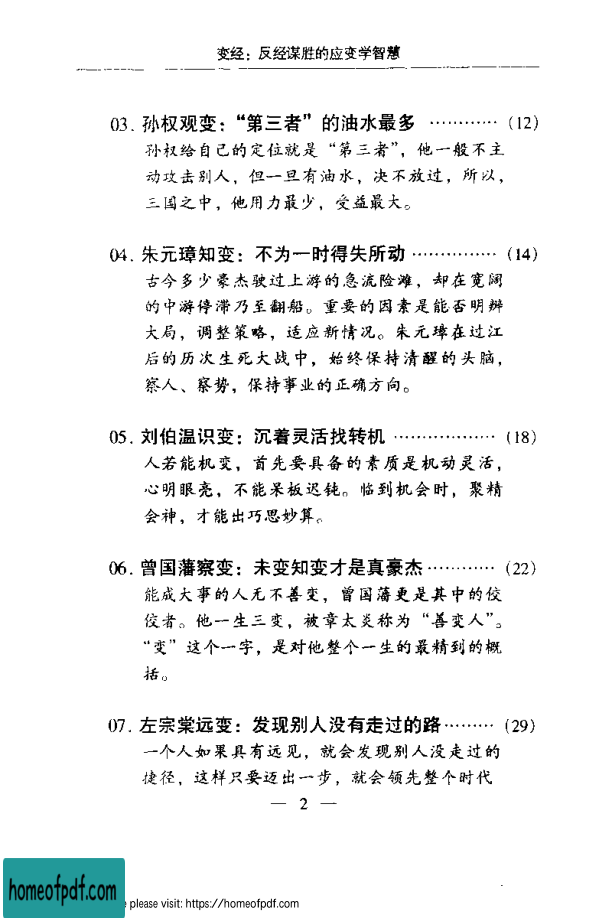 变经：反经谋胜的应变学智慧
03. 孙权观变：“第三者”的油水最多 ………… (12)
孙权给自己的定位就是“第三者”，他一般不主
动攻击别人，但一旦有油水，决不放过，所以，
三国之中，他用力最少，受益最大。
04. 朱元璋知变：不为一时得失所动 …………… (14)
古今多少豪杰驶过上游的急流险滩，却在宽阔
的中游停滞乃至翻船。重要的因素是能否明辨
大局，调整策略，适应新情况。朱元璋在过江
后的历次生死大战中，始终保持清醒的头脑，
察人、察势，保持事业的正确方向。
05. 刘伯温识变：沉着灵活找转机 ……………… (18)
人若能机变，首先要具备的素质是机动灵活，
心明眼亮，不能呆板迟钝。临到机会时，聚精
会神，才能出巧思妙算。
06. 曾国藩察变：未变知变才是真豪杰 ………… (22)
能成大事的人无不善变，曾国藩更是其中的佼
佼者。他一生三变，被章太炎称为“善变人”。
“变”这个一字，是对他整个一生的最精到的概
括。
07. 左宗棠远变：发现别人没有走过的路 ……… (29)
一个人如果具有远见，就会发现别人没走过的
捷径，这样只要迈出一步，就会领先整个时代
— 2 —
homeofpdf.com
please visit: https://homeofpdf.com